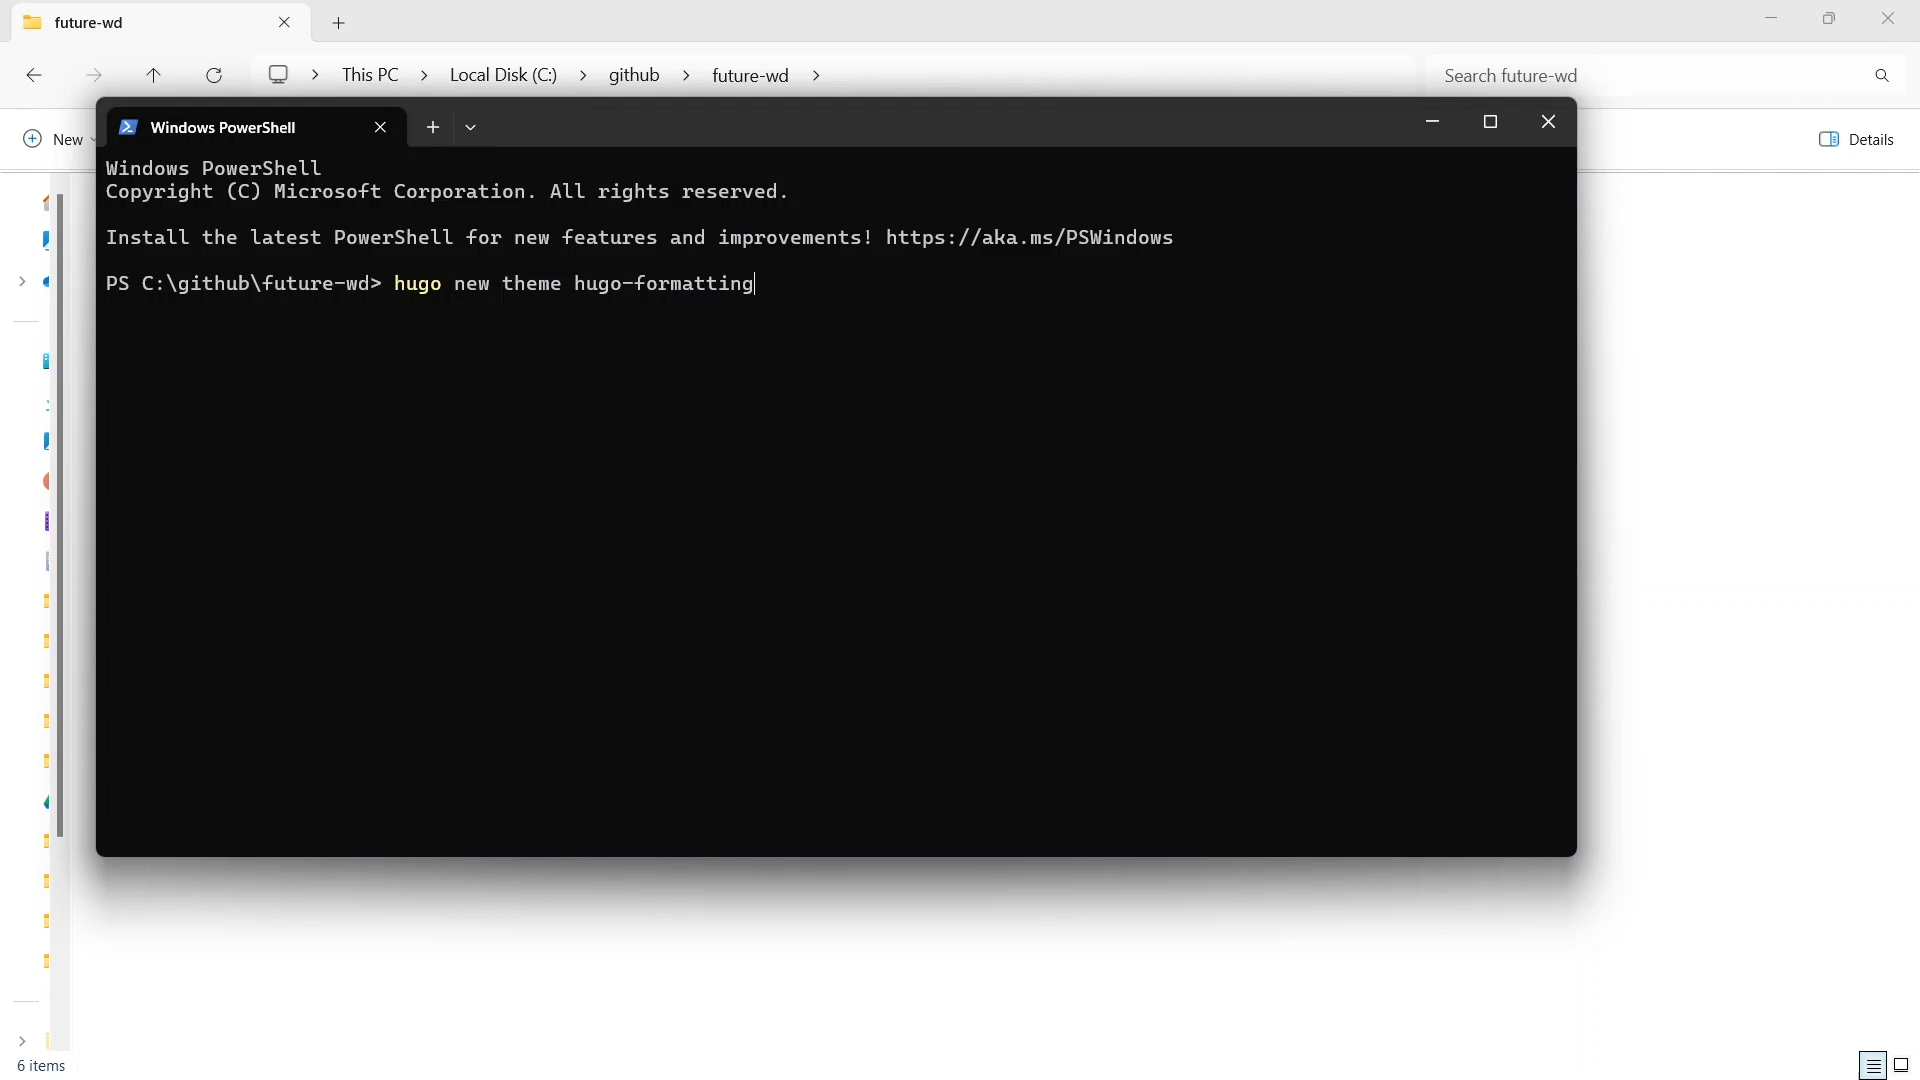 future-wd
This PC
Local Disk (C:)
github
future-wd
Search future-wd
New
Details
Windows PowerShell
Windows PowerShell
Copyright (C) Microsoft Corporation. All rights reserved.
Install the latest PowerShell for new features and improvements! https://aka.ms/PSWindows
PS C:\github\future-wd> hugo new theme hugo-formatting
6 items